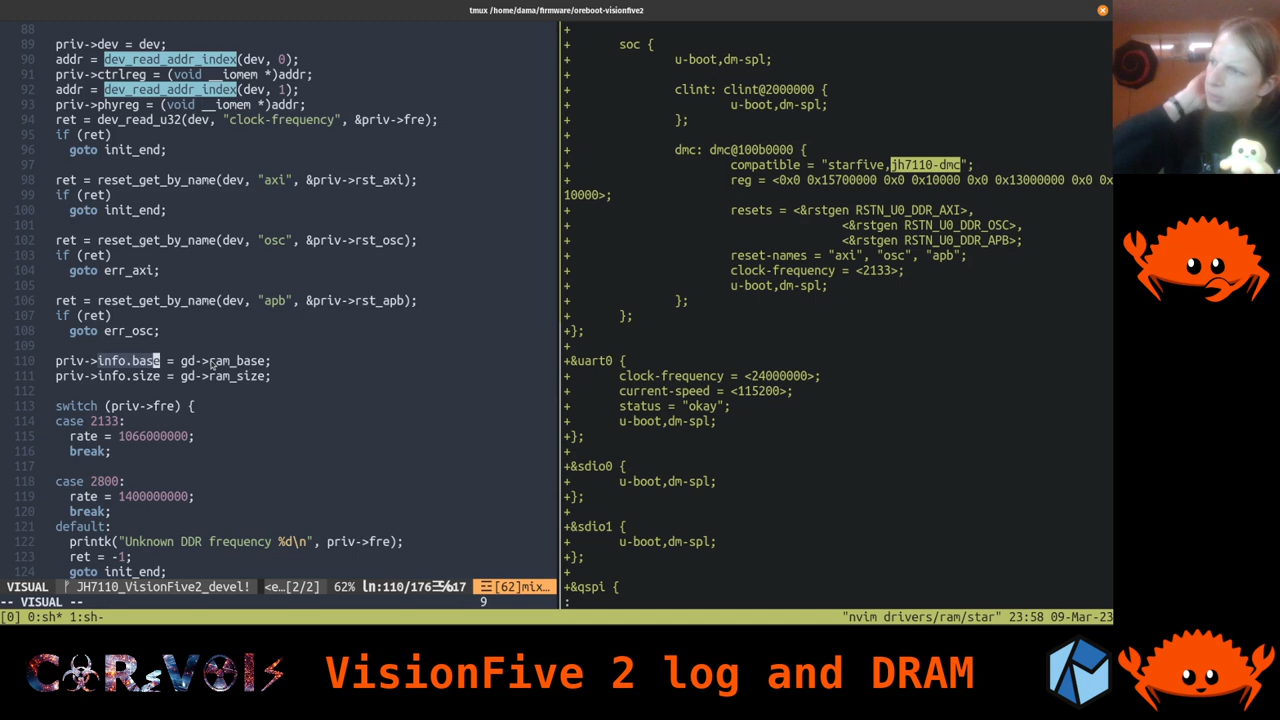 tmux /home/dama/firmware/oreboot-visionfive2
88
89 priv->dev = dev;
90 addr = dev_read_addr_index(dev, 0);
91 priv->ctrlreg = (void __iomem *)addr;
92 addr = dev_read_addr_index(dev, 1);
93 priv->phyreg = (void __iomem *)addr;
94 ret = dev_read_u32(dev, "clock-frequency", &priv->fre);
95 if (ret)
96 goto init_end;
97
98 ret = reset_get_by_name(dev, "axi", &priv->rst_axi);
99 if (ret)
100 goto init_end;
101
102 ret = reset_get_by_name(dev, "osc", &priv->rst_osc);
103 if (ret)
104 goto err_axi;
105
106 ret = reset_get_by_name(dev, "apb", &priv->rst_apb);
107 if (ret)
108 goto err_osc;
109
110 priv->info.base = gd->ram_base;
111 priv->info.size = gd->ram_size;
112
113 switch (priv->fre) {
114 case 2133:
115 rate = 1066000000;
116 break;
117
118 case 2800:
119 rate = 1400000000;
120 break;
121 default:
122 printk("Unknown DDR frequency %d\n", priv->fre);
123 ret = -1;
124 goto init_end;
VISUAL JH7110_VisionFive2_devel! <e…[2/2] 62% ln:110/176 [62]mix…
-- VISUAL -- 9
+
+ soc {
+ u-boot,dm-spl;
+
+ clint: clint@2000000 {
+ u-boot,dm-spl;
+ };
+
+ dmc: dmc@100b0000 {
+ compatible = "starfive,jh7110-dmc";
+ reg = <0x0 0x15700000 0x0 0x10000 0x0 0x13000000 0x0 0x
10000>;
+ resets = <&rstgen RSTN_U0_DDR_AXI>,
+ <&rstgen RSTN_U0_DDR_OSC>,
+ <&rstgen RSTN_U0_DDR_APB>;
+ reset-names = "axi", "osc", "apb";
+ clock-frequency = <2133>;
+ u-boot,dm-spl;
+ };
+ };
+};
+
+&uart0 {
+ clock-frequency = <24000000>;
+ current-speed = <115200>;
+ status = "okay";
+ u-boot,dm-spl;
+};
+
+&sdio0 {
+ u-boot,dm-spl;
+};
+
+&sdio1 {
+ u-boot,dm-spl;
+};
+
+&qspi {
:
[0] 0:sh* 1:sh- "nvim drivers/ram/star" 23:58 09-Mar-23
VisionFive 2 log and DRAM